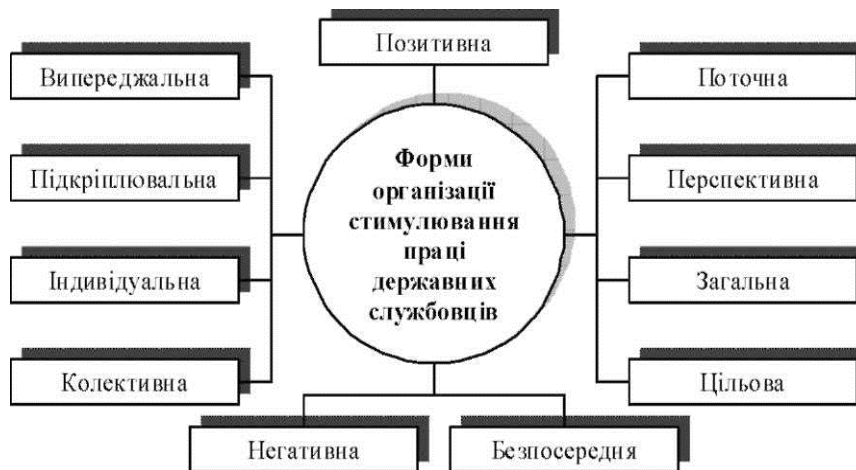 Позитивна
Випереджальна
Підкріплювальна
Індивідуальна
Колективна
Форми
організації
стимулювання
праці
державних
службовців
Поточна
Перспективна
Загальна
Цільова
Негативна
Безпосередня